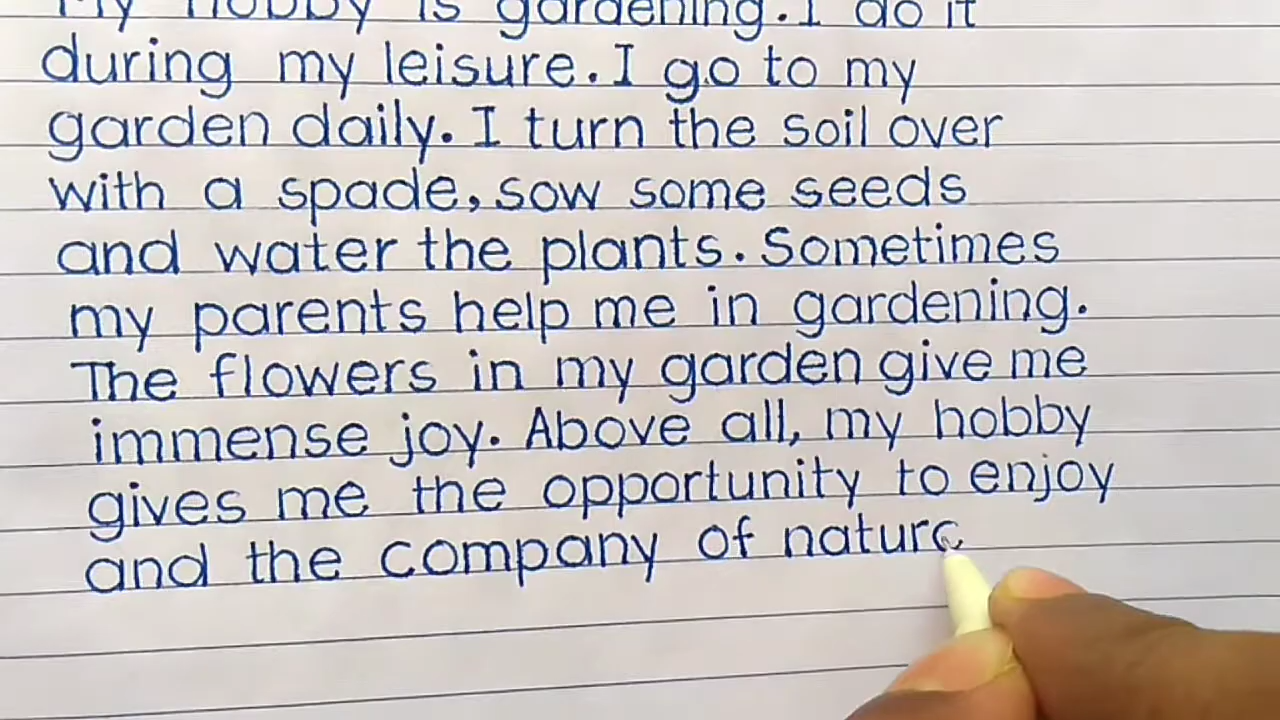 My hobby is gardening. I do it
during my leisure. I go to my
garden daily. I turn the soil over
with a spade, sow some seeds
and water the plants. Sometimes
my parents help me in gardening.
The flowers in my garden give me
immense joy. Above all, my hobby
gives me the opportunity to enjoy
and the company of nature